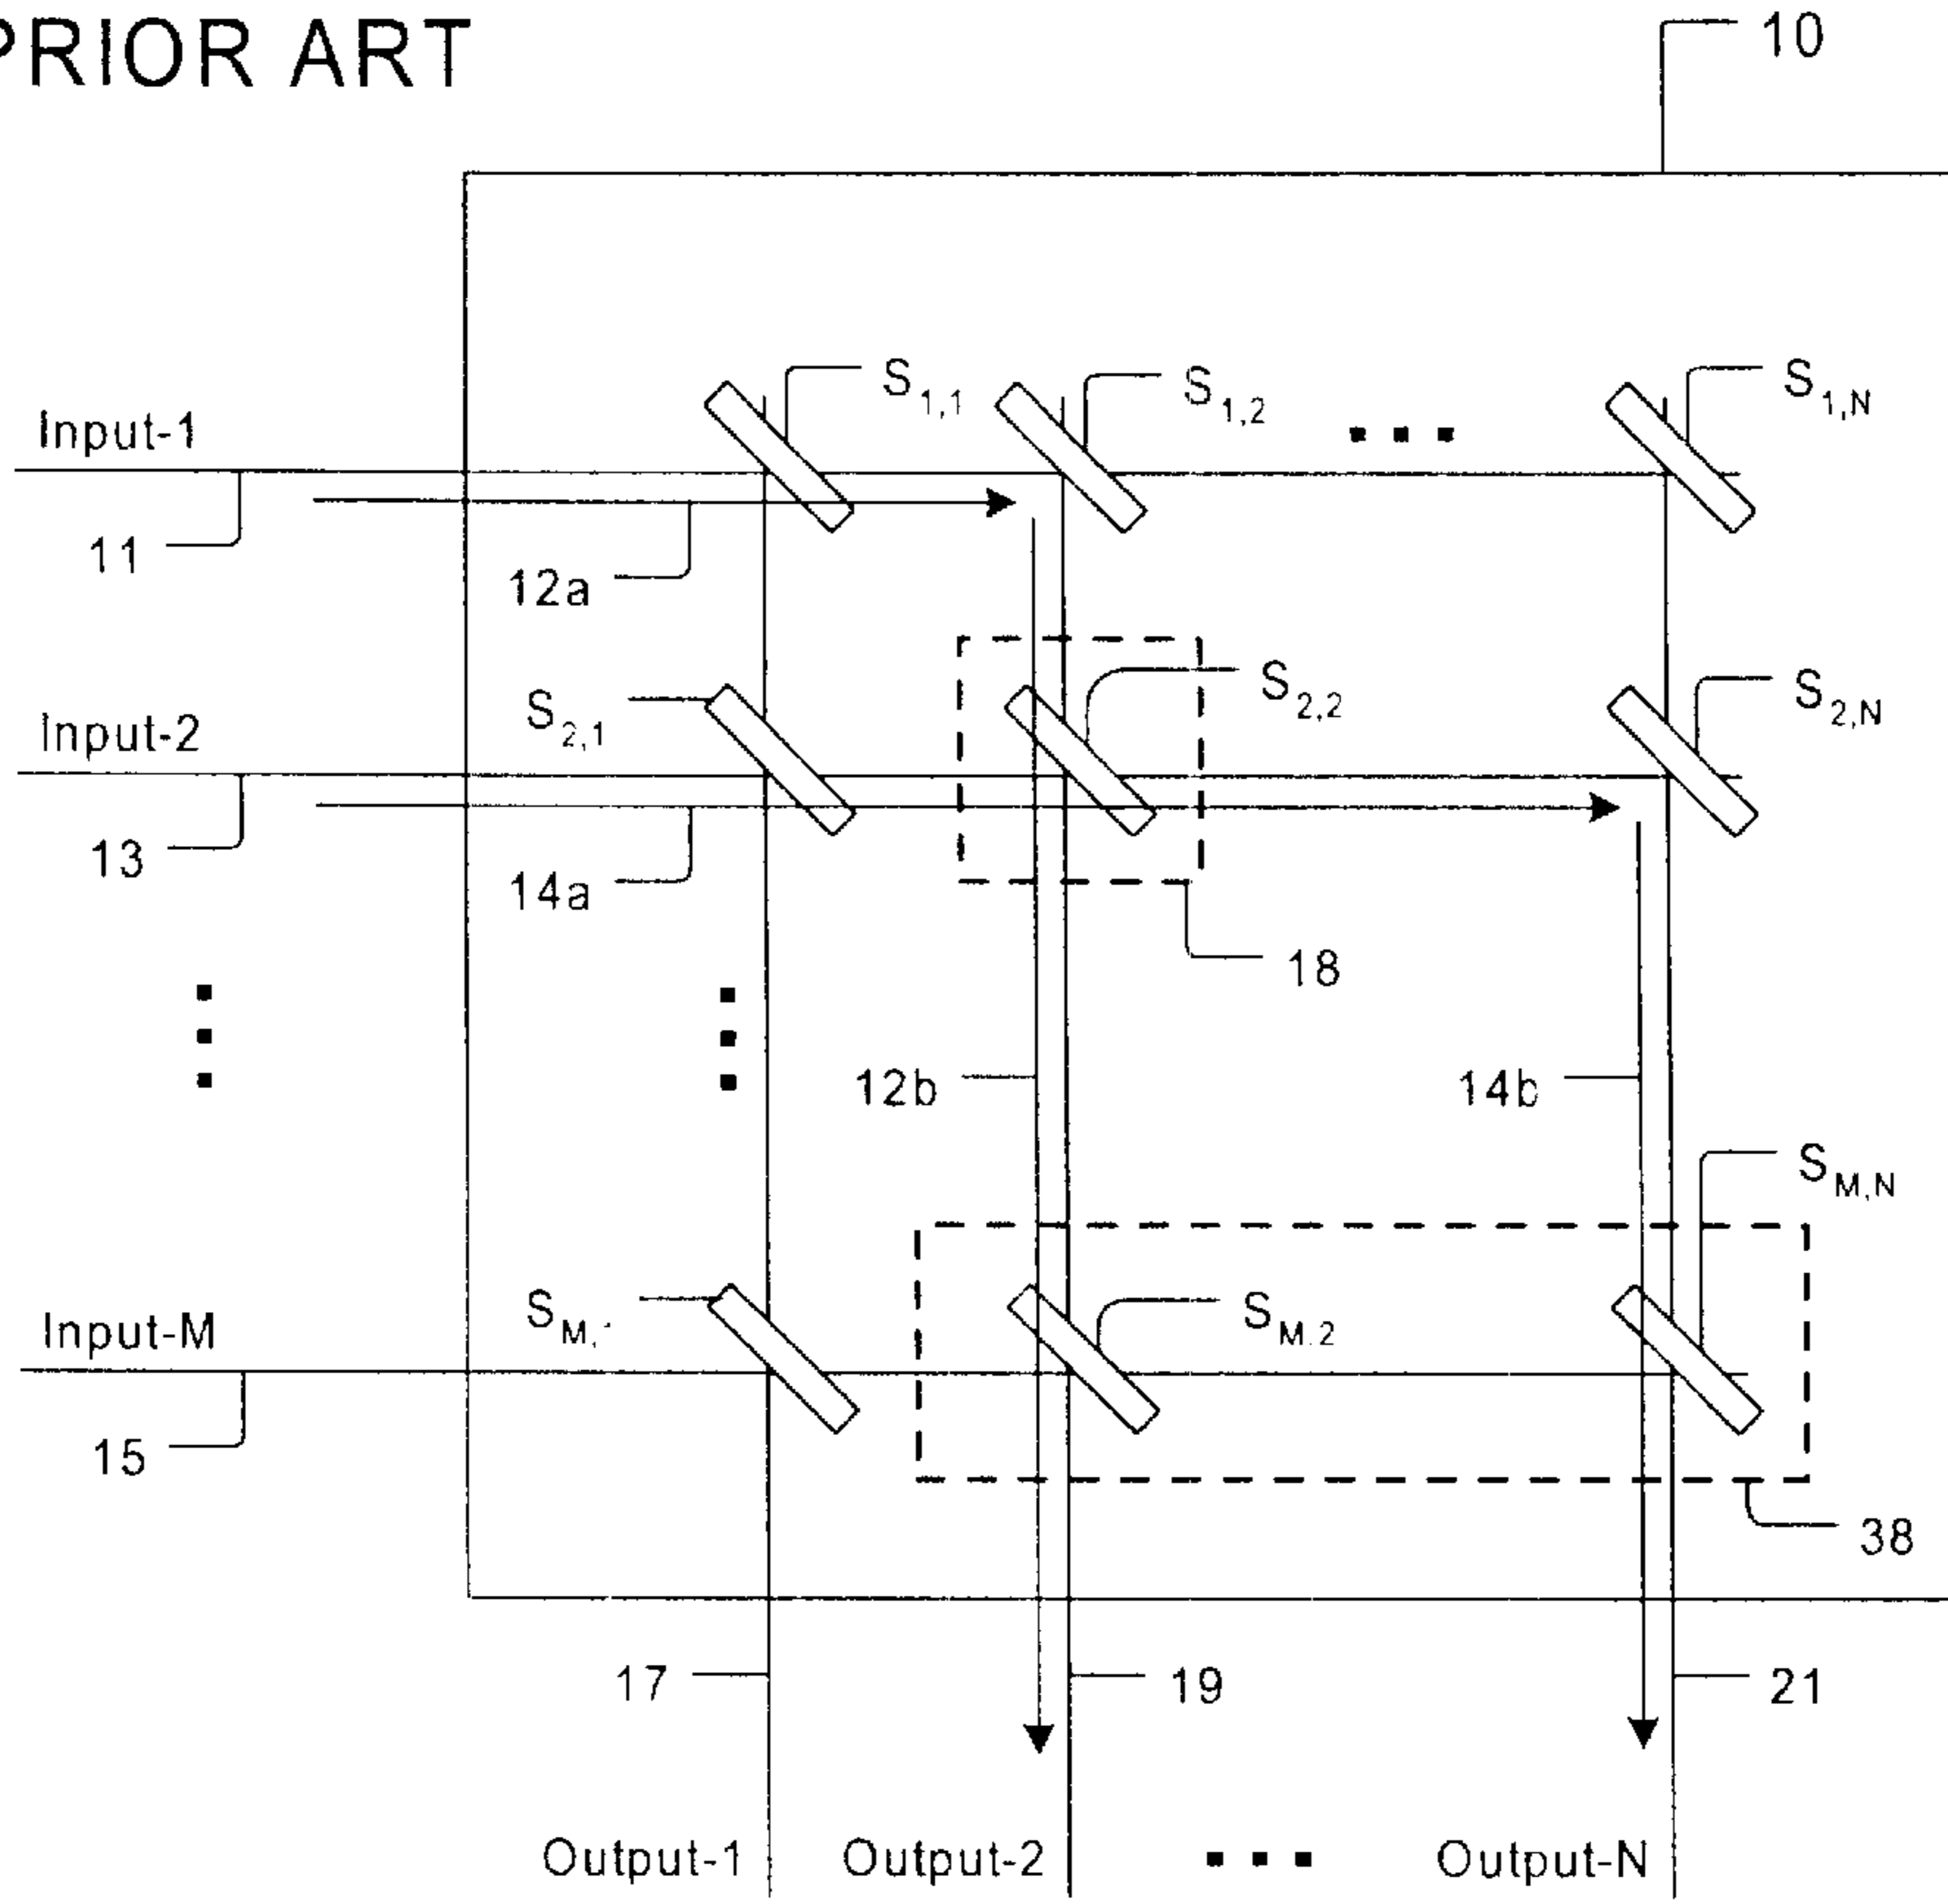 PRIOR ART
10
S1,1
S1,2
S1,N
Input-1
11
12a
S2,1
S2,2
S2,N
Input-2
13
14a
18
12b
14b
SM,N
SM,1
SM,2
Input-M
15
38
17
19
21
Output-1
Output-2
Output-N